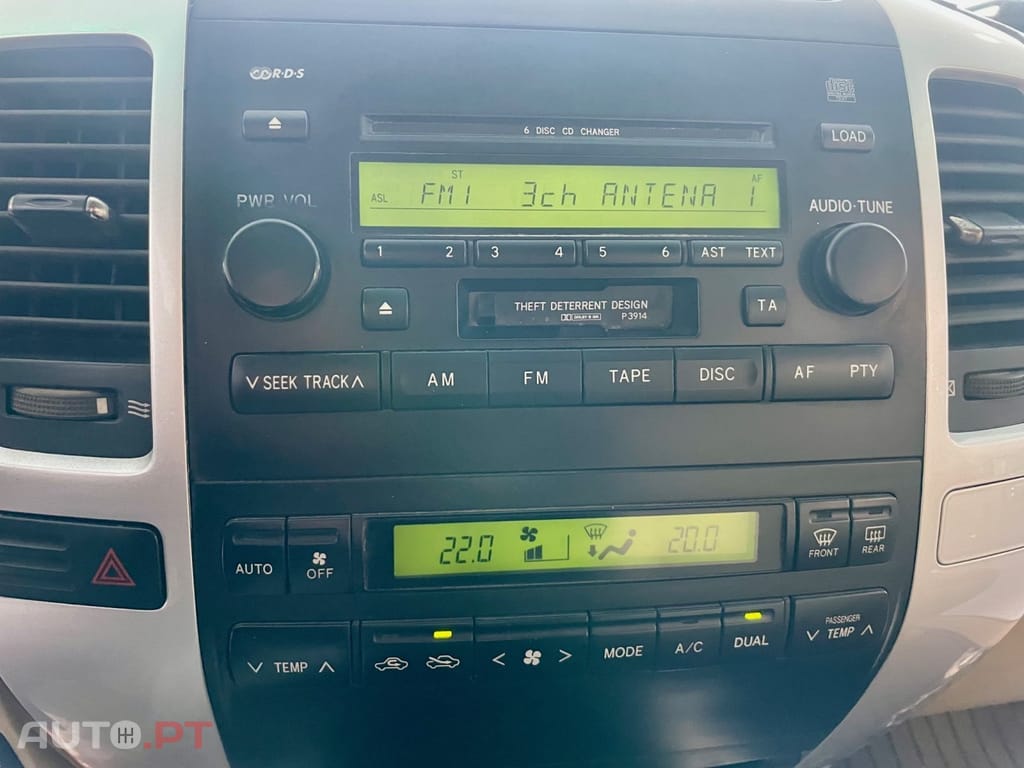 R·D·S
6 DISC CD CHANGER
LOAD
ST
AF
ASL FM1 3ch ANTENA 1
PWR VOL
AUDIO·TUNE
1 2 3 4 5 6 AST TEXT
THEFT DETERRENT DESIGN
P3914
TA
SEEK TRACK AM FM TAPE DISC AF PTY
22.0 20.0
AUTO OFF FRONT REAR
TEMP MODE A/C DUAL PASSENGER TEMP
AUTO.PT